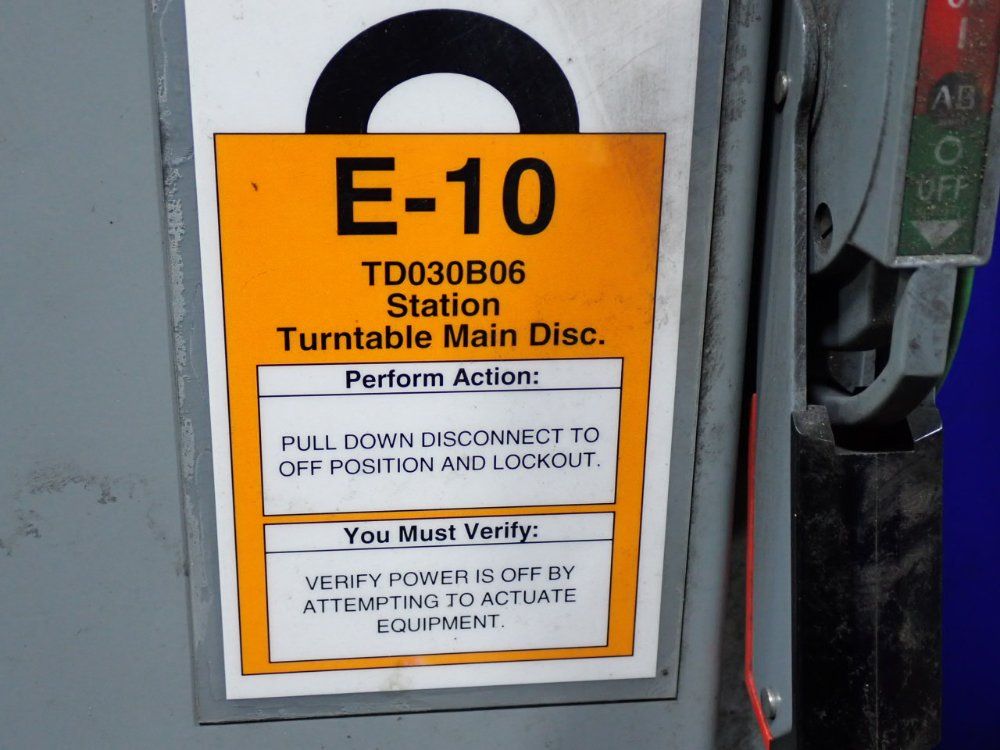 E-10
TD030B06
Station
Turntable Main Disc.
Perform Action:
PULL DOWN DISCONNECT TO
OFF POSITION AND LOCKOUT.
You Must Verify:
VERIFY POWER IS OFF BY
ATTEMPTING TO ACTUATE
EQUIPMENT.
ON
I
AB
O
OFF